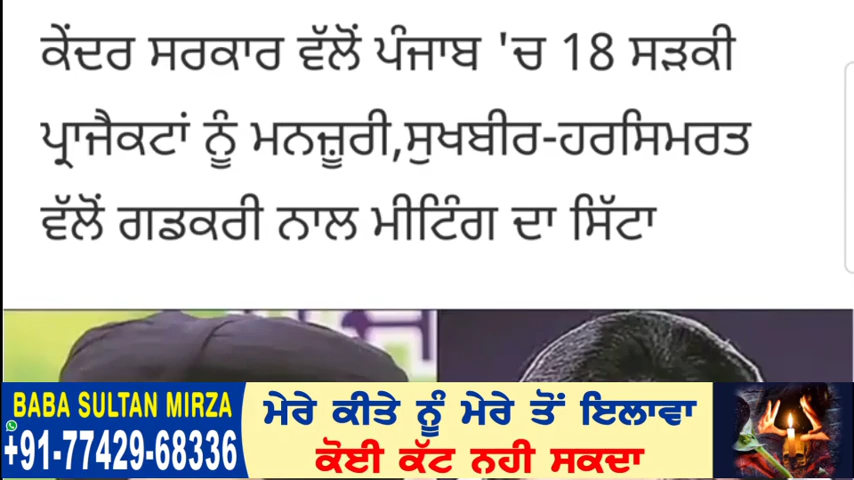 ਕੇਂਦਰ ਸਰਕਾਰ ਵੱਲੋਂ ਪੰਜਾਬ 'ਚ 18 ਸੜਕੀ
ਪ੍ਰਾਜੈਕਟਾਂ ਨੂੰ ਮਨਜ਼ੂਰੀ,ਸੁਖਬੀਰ-ਹਰਸਿਮਰਤ
ਵੱਲੋਂ ਗਡਕਰੀ ਨਾਲ ਮੀਟਿੰਗ ਦਾ ਸਿੱਟਾ
BABA SULTAN MIRZA
+91-77429-68336
ਮੇਰੇ ਕੀਤੇ ਨੂੰ ਮੇਰੇ ਤੋਂ ਇਲਾਵਾ
ਕੋਈ ਕੱਟ ਨਹੀ ਸਕਦਾ